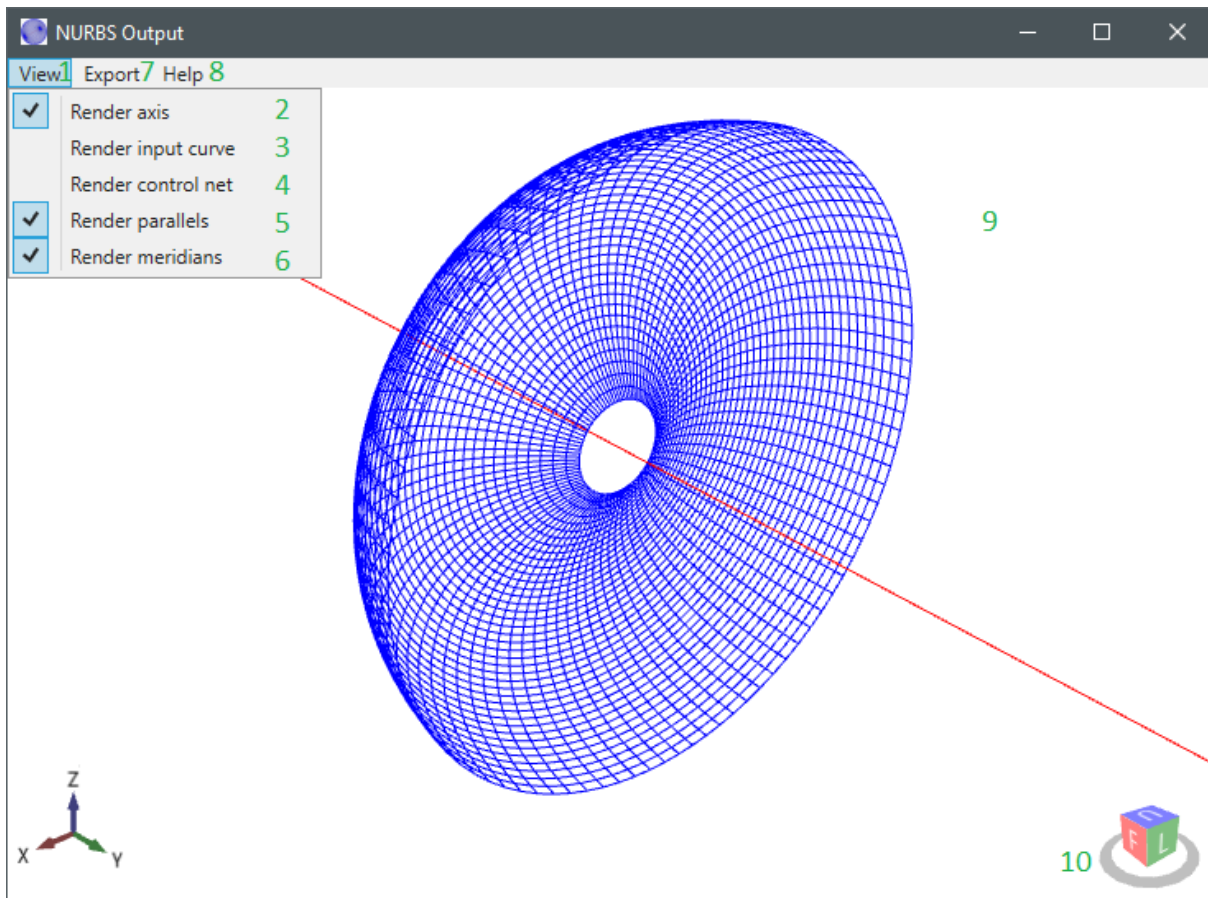 NURBS Output
View 1 Export 7 Help 8
Render axis 2
Render input curve 3
Render control net 4
Render parallels 5
Render meridians 6
9
Z
X
Y
10
U
F L